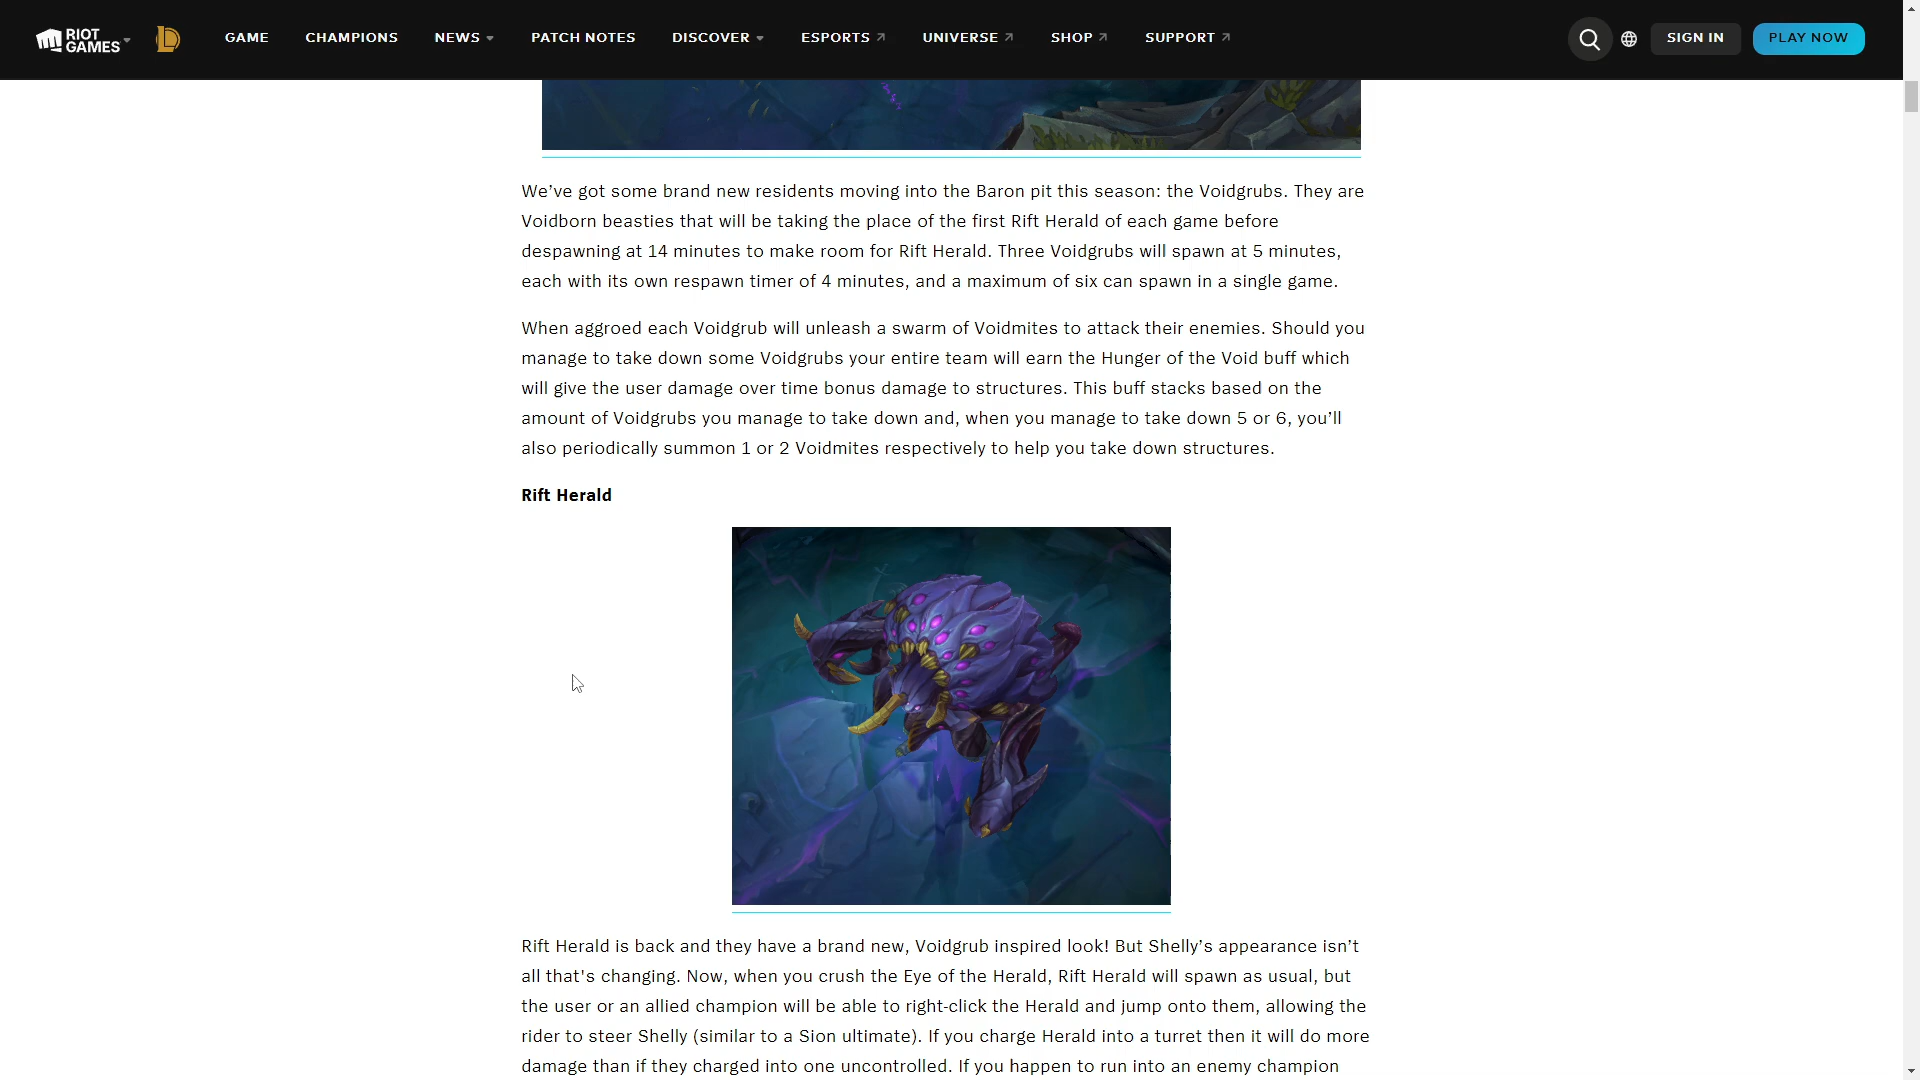 RIOT GAMES GAME CHAMPIONS NEWS PATCH NOTES DISCOVER ESPORTS UNIVERSE SHOP SUPPORT SIGN IN PLAY NOW
We’ve got some brand new residents moving into the Baron pit this season: the Voidgrubs. They are
Voidborn beasties that will be taking the place of the first Rift Herald of each game before
despawning at 14 minutes to make room for Rift Herald. Three Voidgrubs will spawn at 5 minutes,
each with its own respawn timer of 4 minutes, and a maximum of six can spawn in a single game.
When aggroed each Voidgrub will unleash a swarm of Voidmites to attack their enemies. Should you
manage to take down some Voidgrubs your entire team will earn the Hunger of the Void buff which
will give the user damage over time bonus damage to structures. This buff stacks based on the
amount of Voidgrubs you manage to take down and, when you manage to take down 5 or 6, you’ll
also periodically summon 1 or 2 Voidmites respectively to help you take down structures.
Rift Herald
Rift Herald is back and they have a brand new, Voidgrub inspired look! But Shelly’s appearance isn’t
all that's changing. Now, when you crush the Eye of the Herald, Rift Herald will spawn as usual, but
the user or an allied champion will be able to right-click the Herald and jump onto them, allowing the
rider to steer Shelly (similar to a Sion ultimate). If you charge Herald into a turret then it will do more
damage than if they charged into one uncontrolled. If you happen to run into an enemy champion